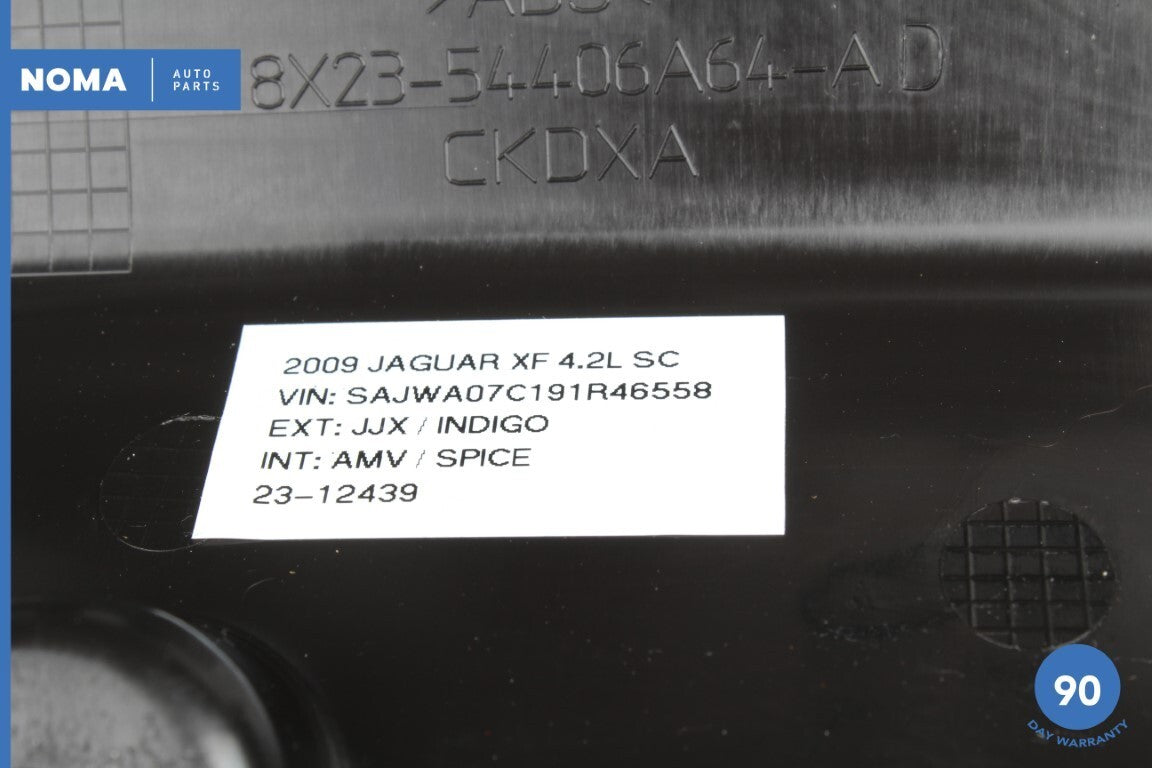 >ABS<
8X23-54406A64-AD
CKDXA
NOMA
AUTO
PARTS
2009 JAGUAR XF 4.2L SC
VIN: SAJWA07C191R46558
EXT: JJX / INDIGO
INT: AMV / SPICE
23-12439
90
DAY WARRANTY